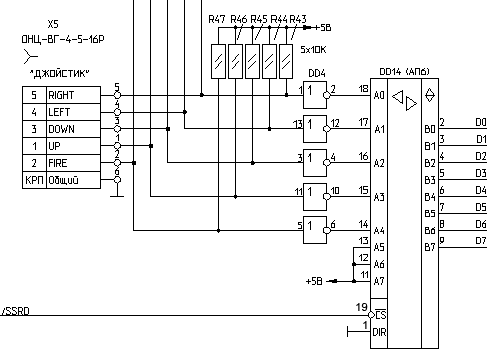 X5
ОНЦ-ВГ-4-5-16Р
"ДЖОЙСТИК"
5 RIGHT 5
4 LEFT 4
3 DOWN 3
1 UP 1
2 FIRE 2
КРП Общий 6
R47 R46 R45 R44 R43
+5В
5x10К
DD4
1 1 2
13 1 12
3 1 4
11 1 10
5 1 6
DD14 (АП6)
18 A0
17 A1
16 A2
15 A3
14 A4
13 A5
12 A6
11 A7
+5В
B0 2 D0
B1 3 D1
B2 4 D2
B3 5 D3
B4 6 D4
B5 7 D5
B6 8 D6
B7 9 D7
/SSRD
19 CS
1 DIR